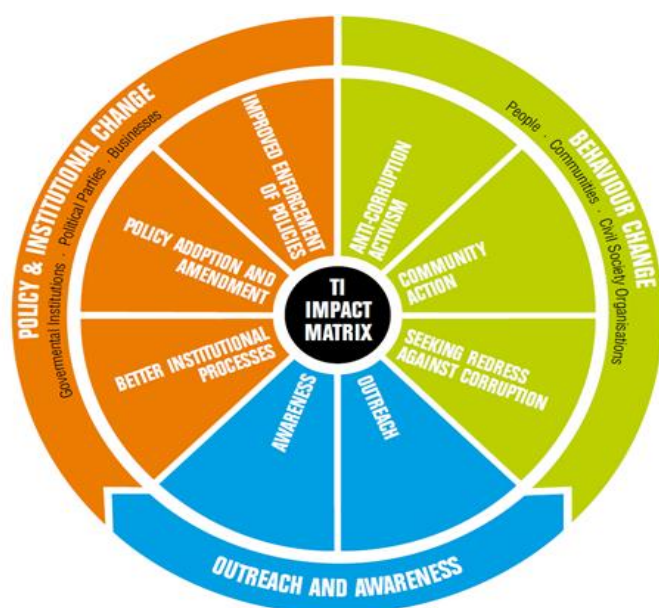 POLICY & INSTITUTIONAL CHANGE
Govermental Institutions · Political Parties · Businesses
BEHAVIOUR CHANGE
People · Communities · Civil Society Organisations
IMPROVED ENFORCEMENT
OF POLICIES
ANTI-CORRUPTION
ACTIVISM
POLICY ADOPTION AND
AMENDMENT
COMMUNITY
ACTION
BETTER INSTITUTIONAL
PROCESSES
SEEKING REDRESS
AGAINST CORRUPTION
TI
IMPACT
MATRIX
AWARENESS
OUTREACH
OUTREACH AND AWARENESS